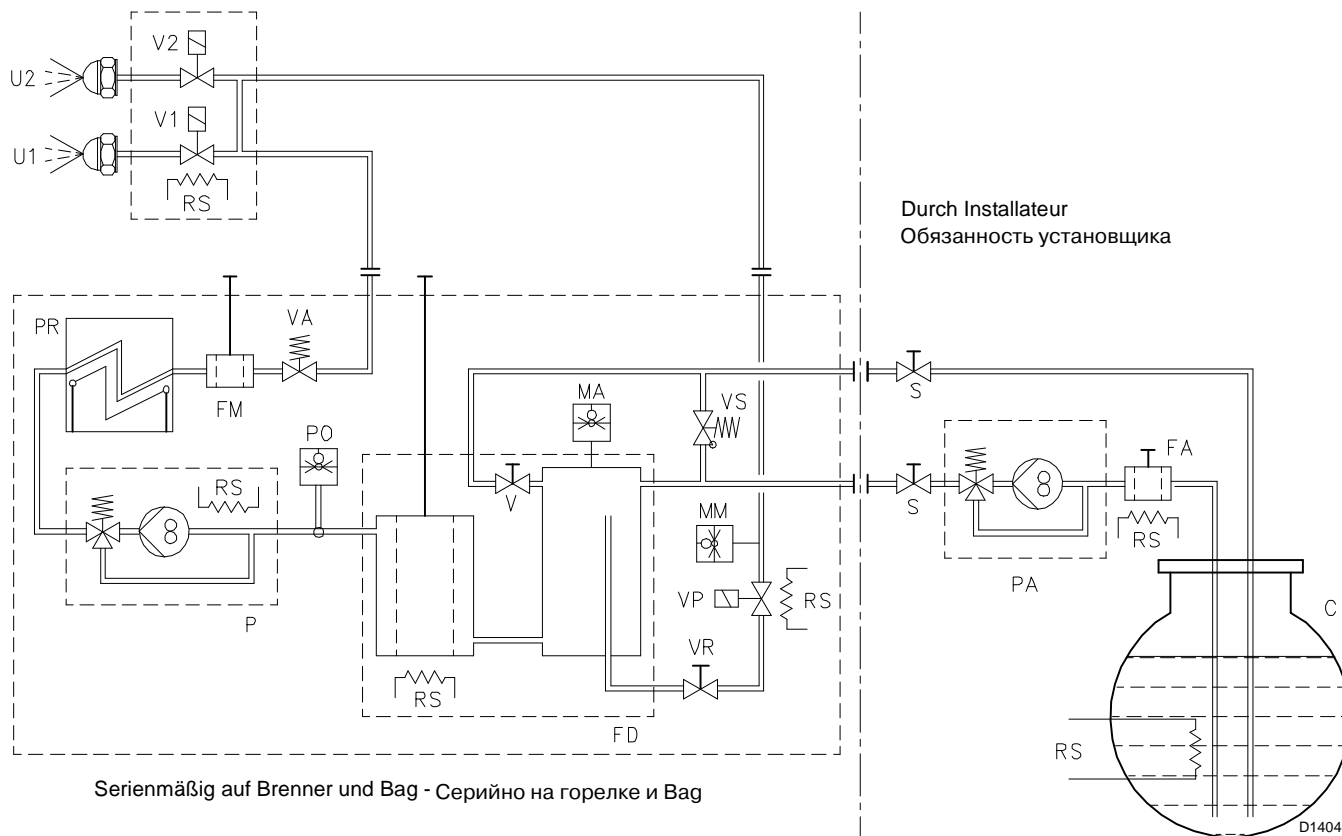 V2
U2
V1
U1
RS
Durch Installateur
Обязанность установщика
PR
VA
FM
MA
VS
S
PO
RS
V
S
FA
MM
RS
PA
P
VP
RS
C
VR
RS
FD
RS
Serienmäßig auf Brenner und Bag - Серийно на горелке и Bag
D1404